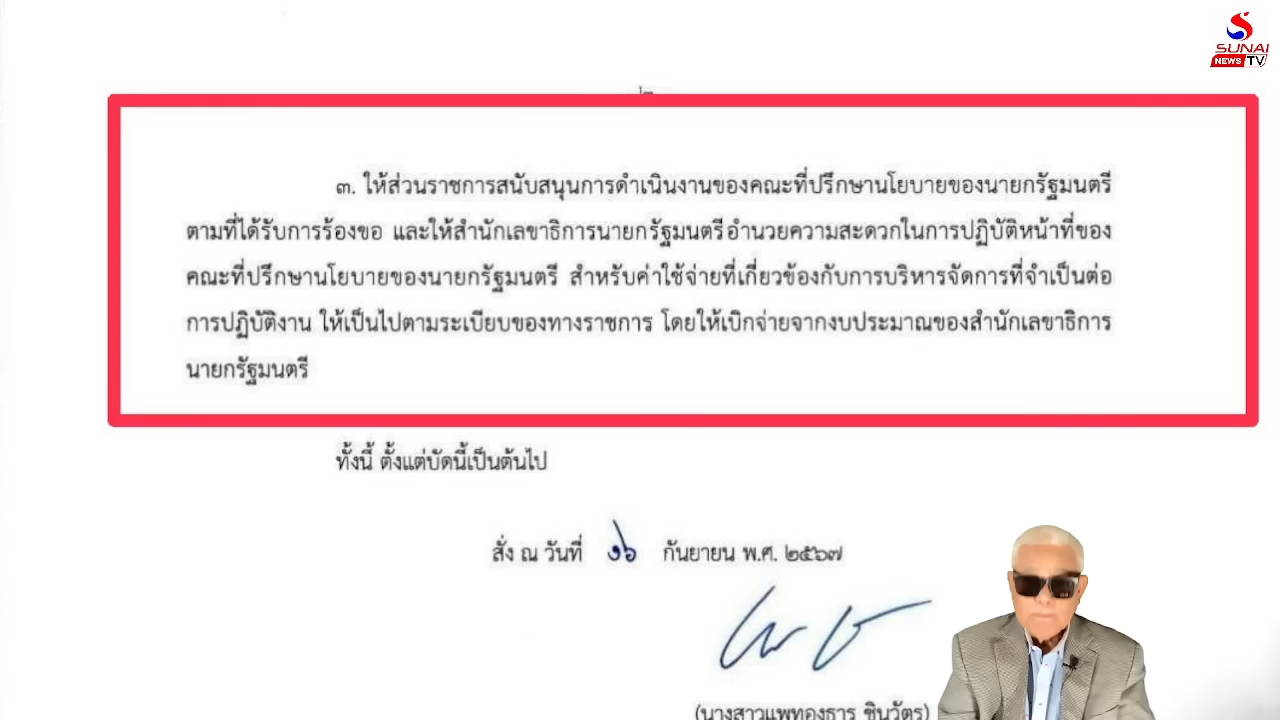 SUNAI
NEWS TV
๓. ให้ส่วนราชการสนับสนุนการดำเนินงานของคณะที่ปรึกษานโยบายของนายกรัฐมนตรี
ตามที่ได้รับการร้องขอ และให้สำนักเลขาธิการนายกรัฐมนตรีอำนวยความสะดวกในการปฏิบัติหน้าที่ของ
คณะที่ปรึกษานโยบายของนายกรัฐมนตรี สำหรับค่าใช้จ่ายที่เกี่ยวข้องกับการบริหารจัดการที่จำเป็นต่อ
การปฏิบัติงาน ให้เป็นไปตามระเบียบของทางราชการ โดยให้เบิกจ่ายจากงบประมาณของสำนักเลขาธิการ
นายกรัฐมนตรี
ทั้งนี้ ตั้งแต่บัดนี้เป็นต้นไป
สั่ง ณ วันที่ ๑๖ กันยายน พ.ศ. ๒๕๖๗
(นางสาวแพทองธาร ชินวัตร)